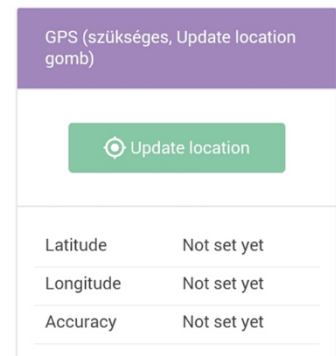 GPS (szükséges, Update location
gomb)
Update location
Latitude Not set yet
Longitude Not set yet
Accuracy Not set yet